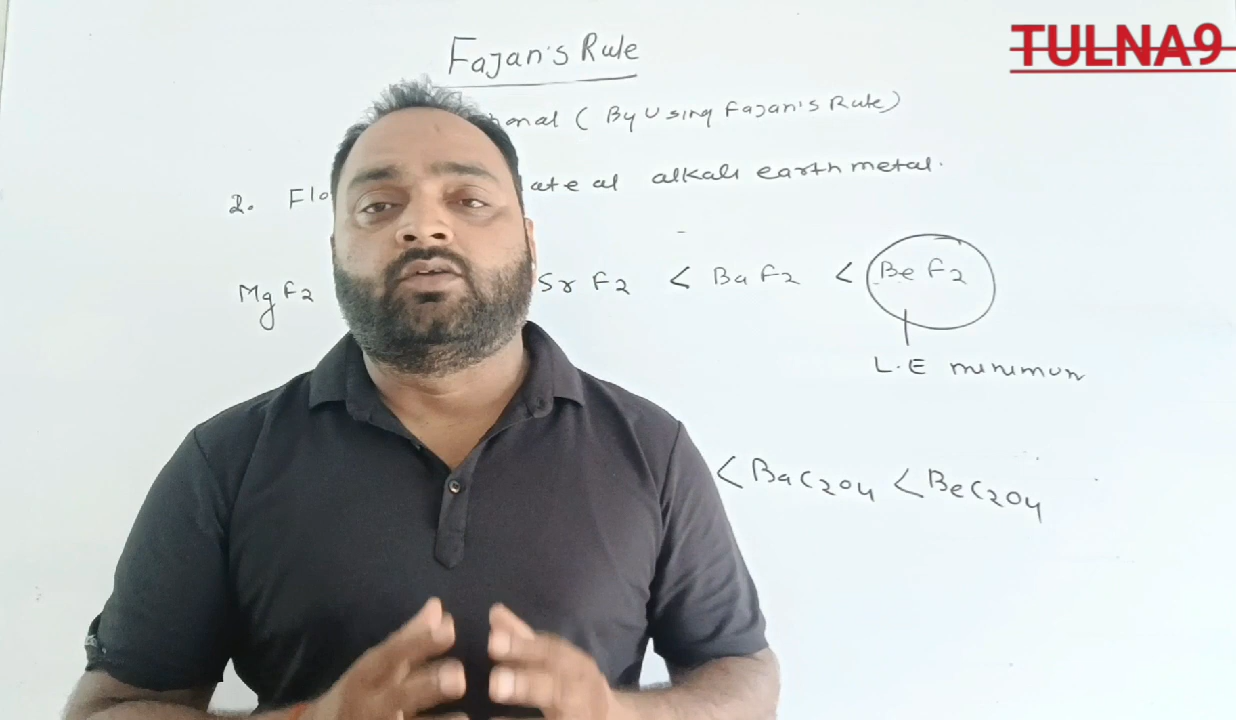 TULNA9
Fajan's Rule
(By Using Fajan's Rule)
2. Flo ate of alkali earth metal.
MgF2 SrF2 < BaF2 < BeF2
L.E minimum
< BaC2O4 < BeC2O4